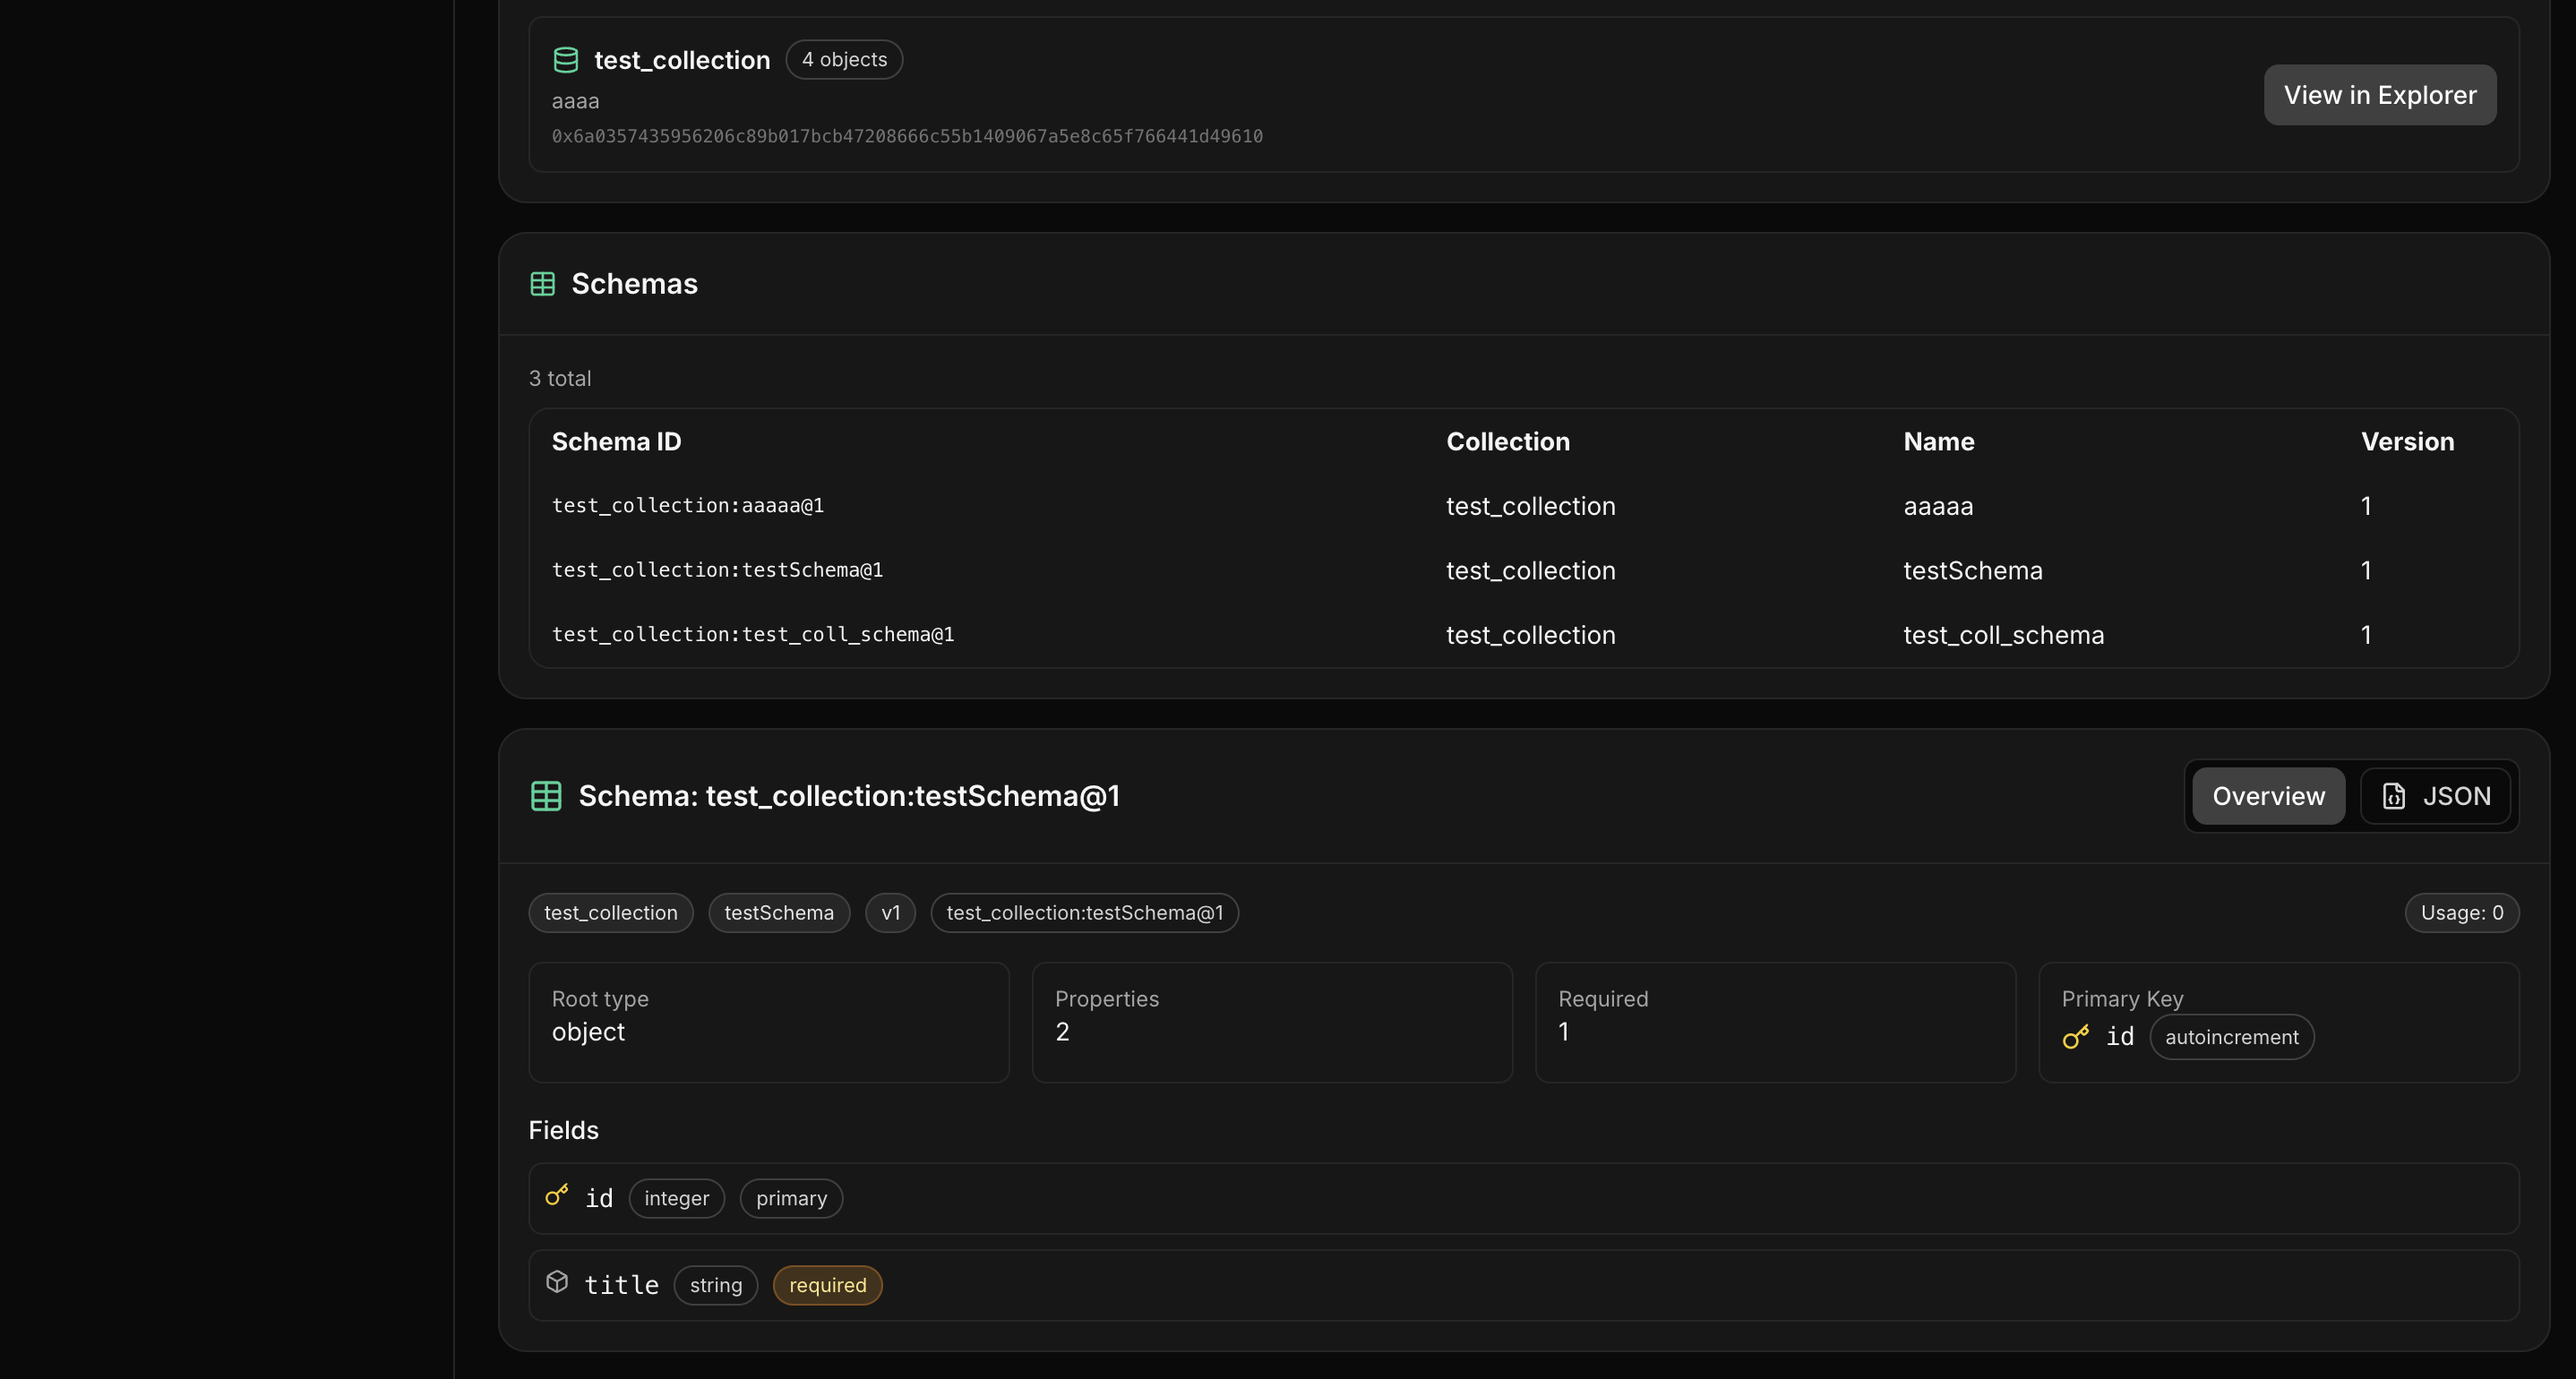 test_collection 4 objects
aaaa
View in Explorer
0x6a0357435956206c89b017bcb47208666c55b1409067a5e8c65f766441d49610
Schemas
3 total
Schema ID Collection Name Version
test_collection:aaaaa@1 test_collection aaaaa 1
test_collection:testSchema@1 test_collection testSchema 1
test_collection:test_coll_schema@1 test_collection test_coll_schema 1
Schema: test_collection:testSchema@1 Overview JSON
test_collection testSchema v1 test_collection:testSchema@1 Usage: 0
Root type Properties Required Primary Key
object 2 1 id autoincrement
Fields
id integer primary
title string required